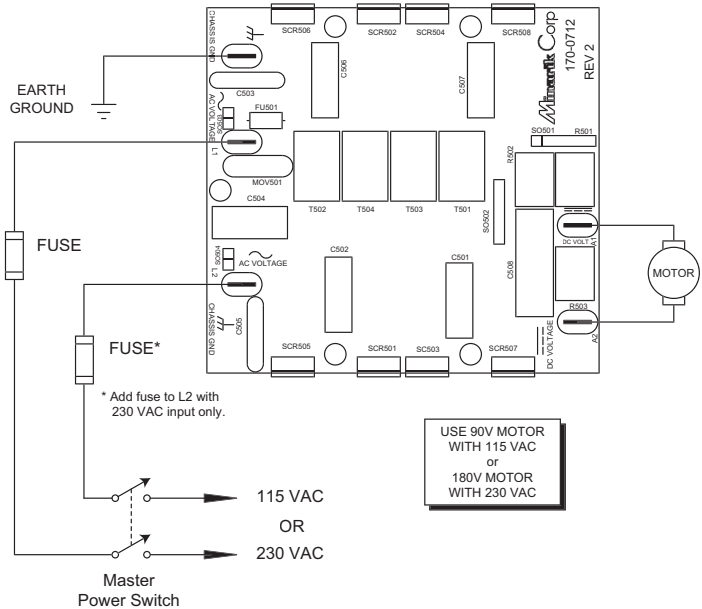 CHASSIS GND
SCR506
SCR502
SCR504
SCR508
Minarik Corp
170-0712
REV 2
C506
C507
C503
EARTH
GROUND
AC VOLTAGE
SO503
FU501
L1
SO501
R501
R502
MOV501
C504
T502
T504
T503
T501
SO502
DC VOLT
A1
FUSE
MOTOR
SO504
AC VOLTAGE
L2
C502
C501
C508
R503
A2
CHASSIS GND
C505
DC VOLTAGE
FUSE*
SCR505
SCR501
SC503
SCR507
* Add fuse to L2 with
230 VAC input only.
USE 90V MOTOR
WITH 115 VAC
or
180V MOTOR
WITH 230 VAC
115 VAC
OR
230 VAC
Master
Power Switch